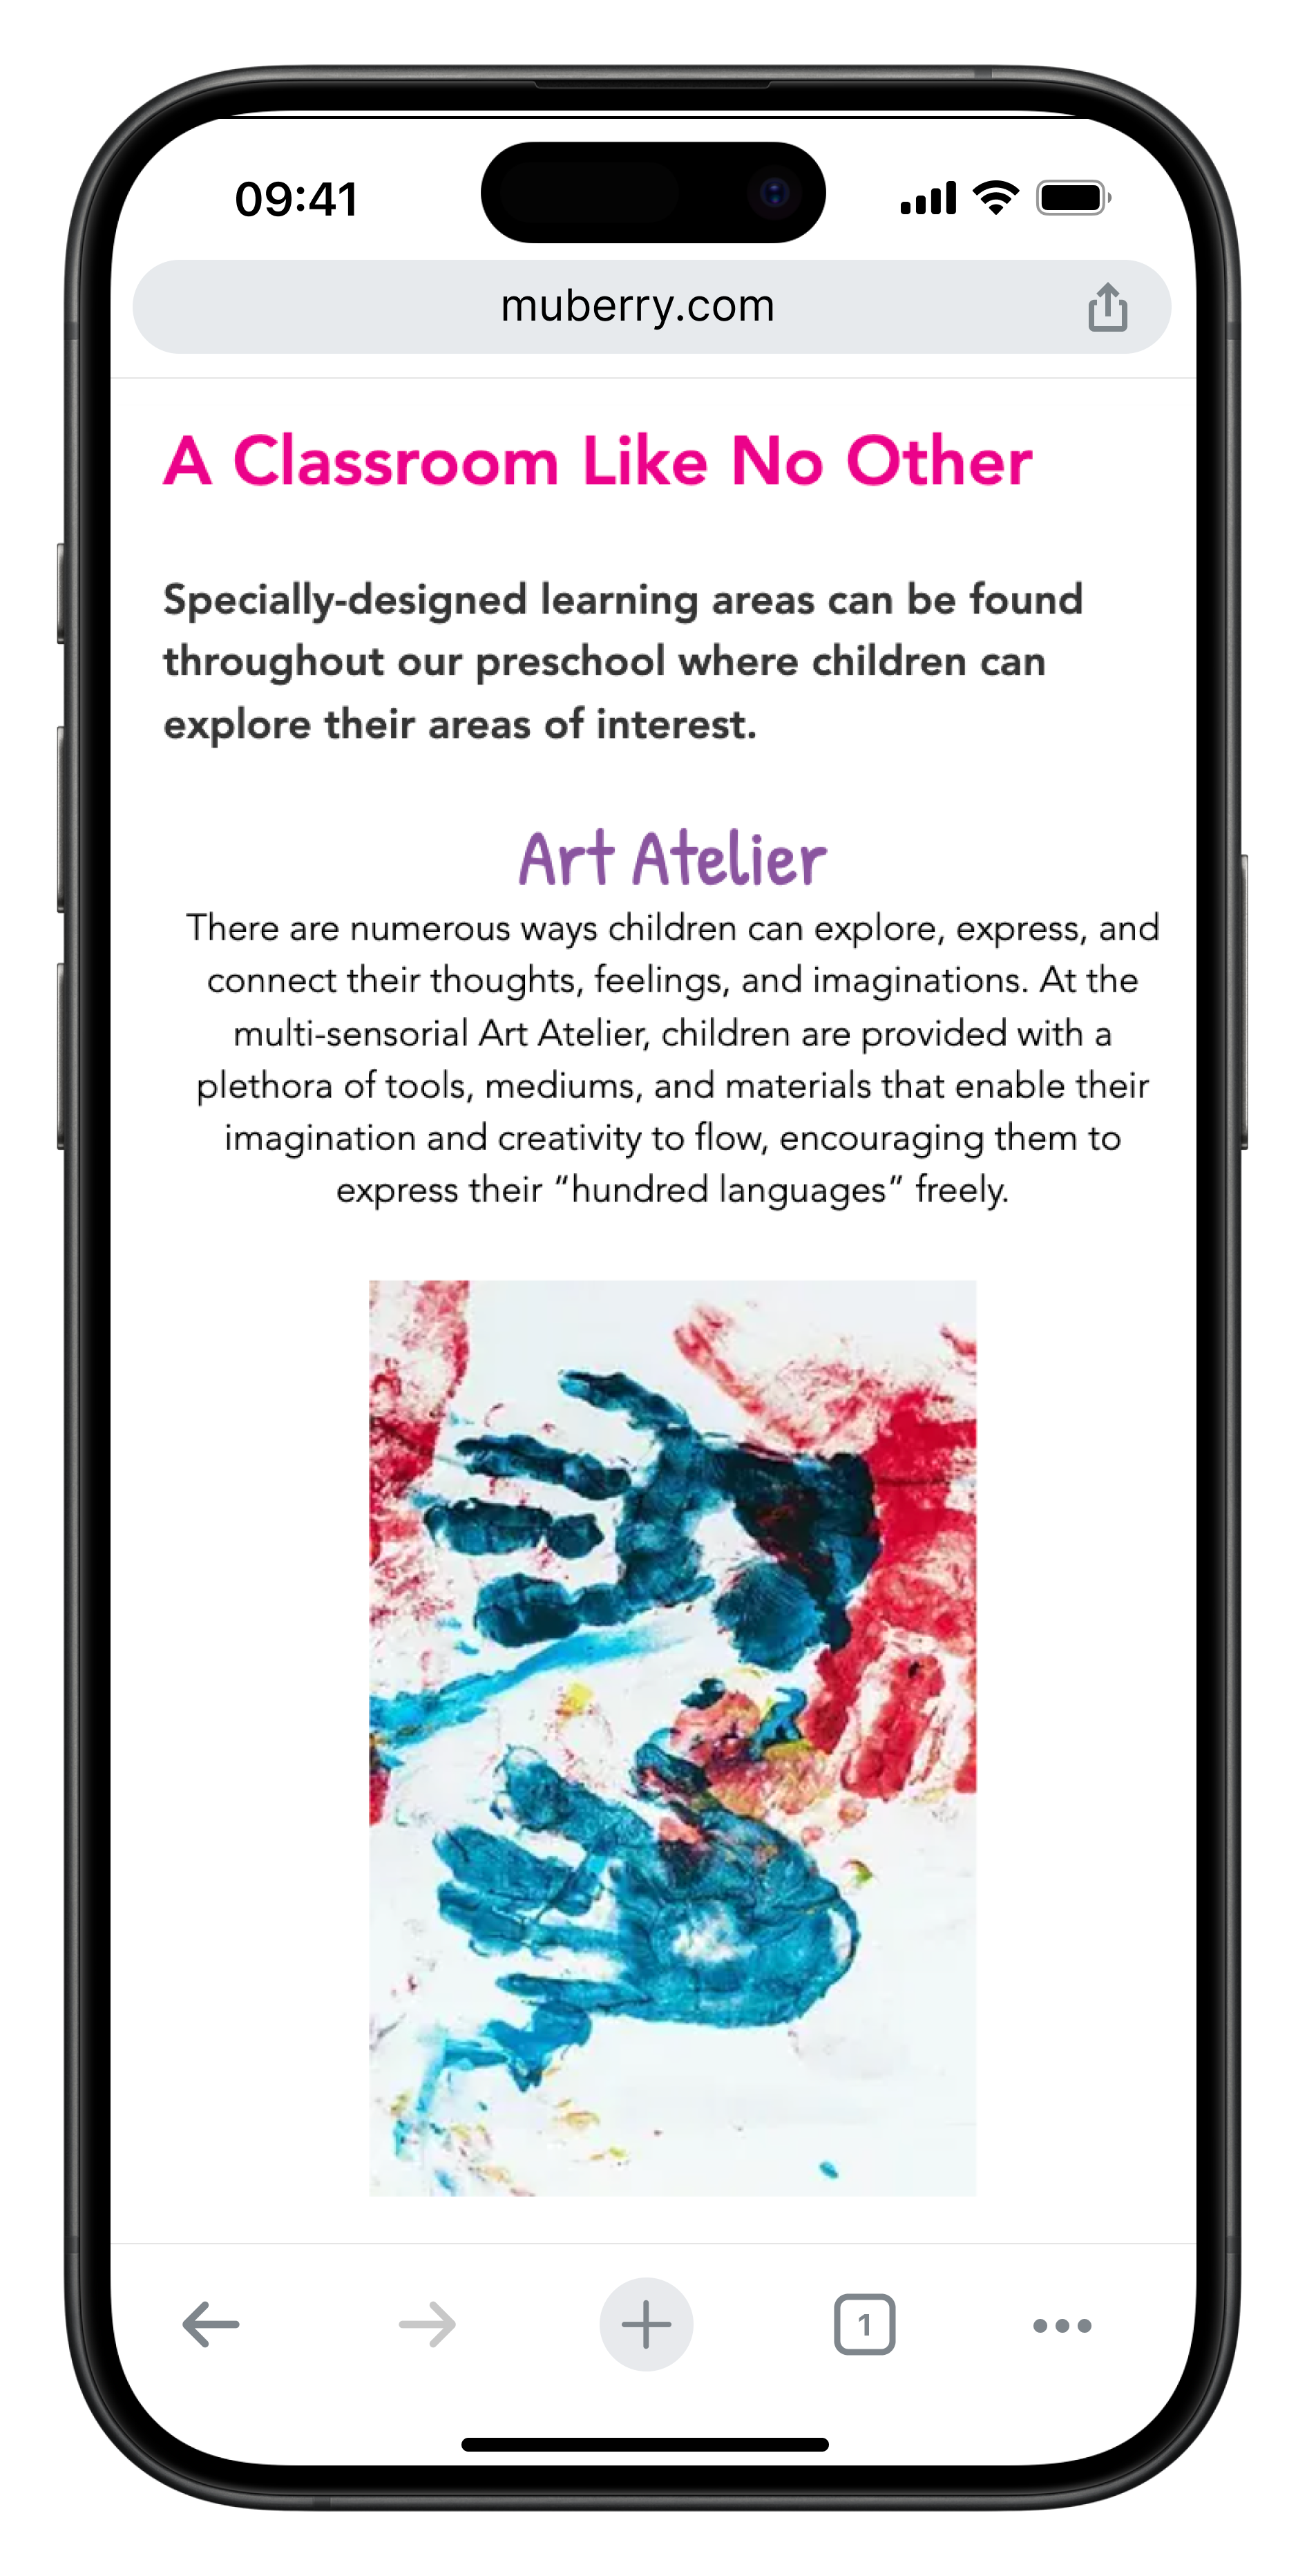 09:41
muberry.com
A Classroom Like No Other
Specially-designed learning areas can be found
throughout our preschool where children can
explore their areas of interest.
Art Atelier
There are numerous ways children can explore, express, and
connect their thoughts, feelings, and imaginations. At the
multi-sensorial Art Atelier, children are provided with a
plethora of tools, mediums, and materials that enable their
imagination and creativity to flow, encouraging them to
express their “hundred languages” freely.
1